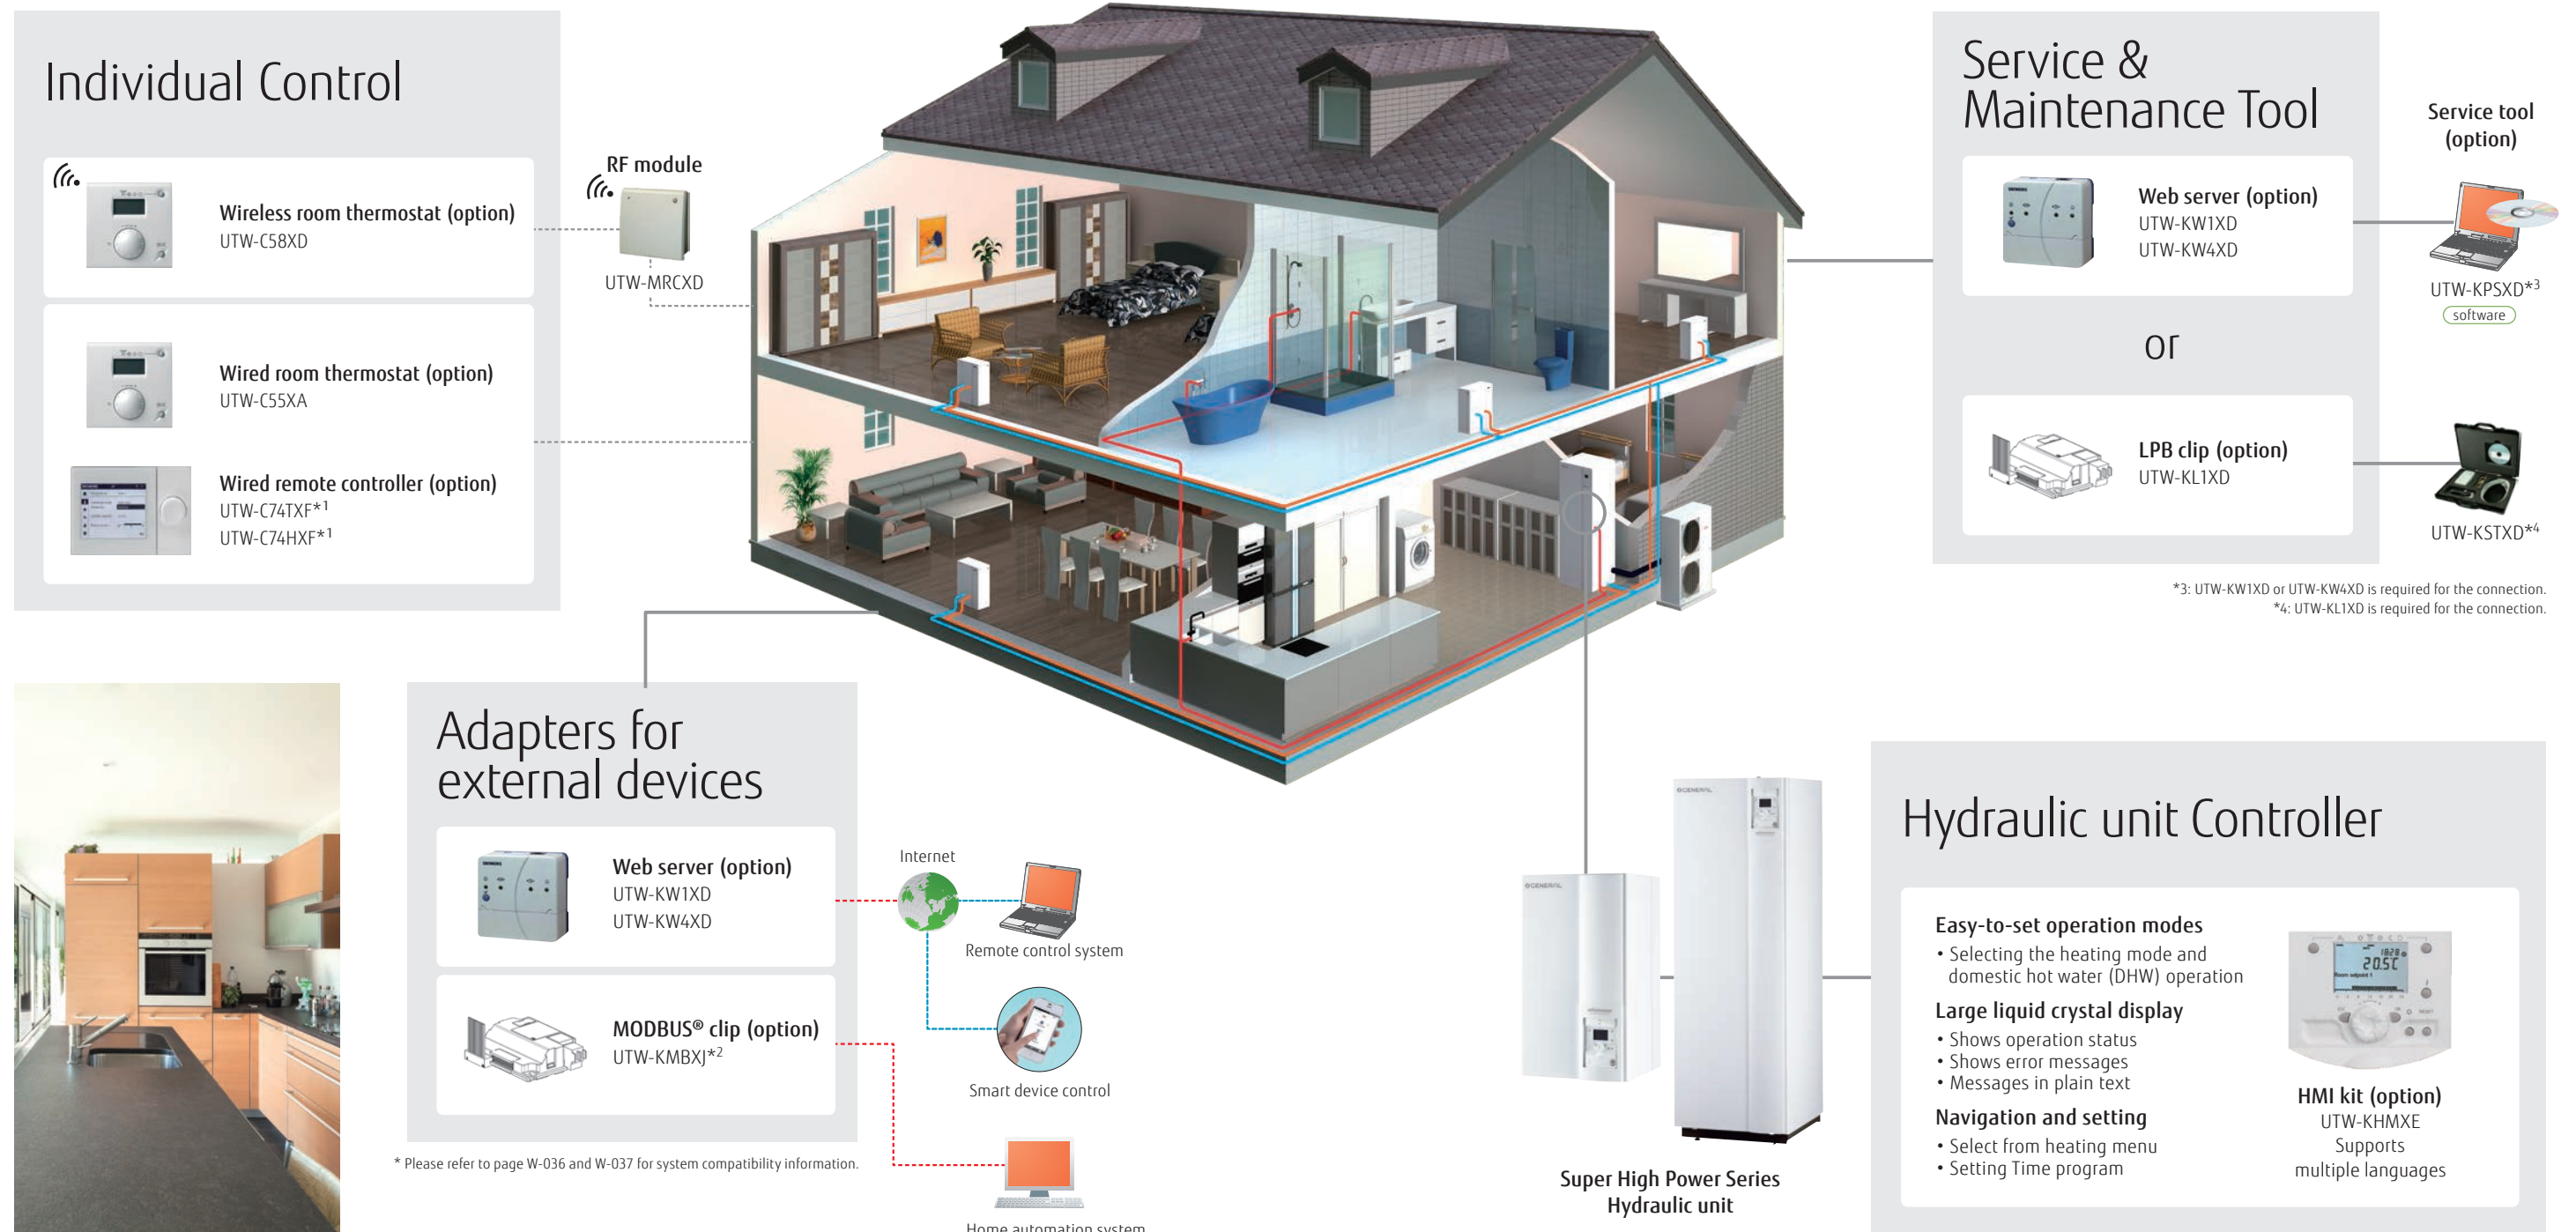 Individual Control
Wireless room thermostat (option)
UTW-C58XD
RF module
UTW-MRCXD
Wired room thermostat (option)
UTW-C55XA
Wired remote controller (option)
UTW-C74TXF*1
UTW-C74HXF*1
Service &
Maintenance Tool
Web server (option)
UTW-KW1XD
UTW-KW4XD
or
LPB clip (option)
UTW-KL1XD
Service tool
(option)
UTW-KPSXD*3
software
UTW-KSTXD*4
*3: UTW-KW1XD or UTW-KW4XD is required for the connection.
*4: UTW-KL1XD is required for the connection.
Adapters for
external devices
SIEMENS
Web server (option)
UTW-KW1XD
UTW-KW4XD
MODBUS® clip (option)
UTW-KMBXJ*2
* Please refer to page W-036 and W-037 for system compatibility information.
Internet
Remote control system
Smart device control
Home automation system
GENERAL
GENERAL
Super High Power Series
Hydraulic unit
Hydraulic unit Controller
Easy-to-set operation modes
• Selecting the heating mode and
domestic hot water (DHW) operation
Large liquid crystal display
• Shows operation status
• Shows error messages
• Messages in plain text
Navigation and setting
• Select from heating menu
• Setting Time program
20.5C
Room setpoint 1
HMI kit (option)
UTW-KHMXE
Supports
multiple languages